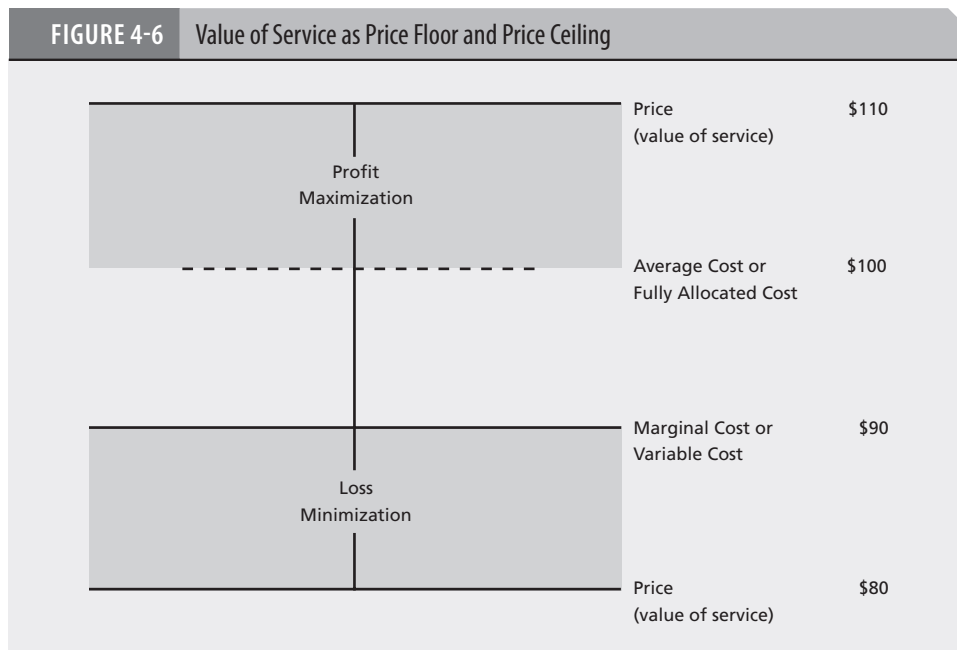 FIGURE 4-6 Value of Service as Price Floor and Price Ceiling
Price $110
(value of service)
Profit
Maximization
Average Cost or $100
Fully Allocated Cost
Marginal Cost or $90
Variable Cost
Loss
Minimization
Price $80
(value of service)